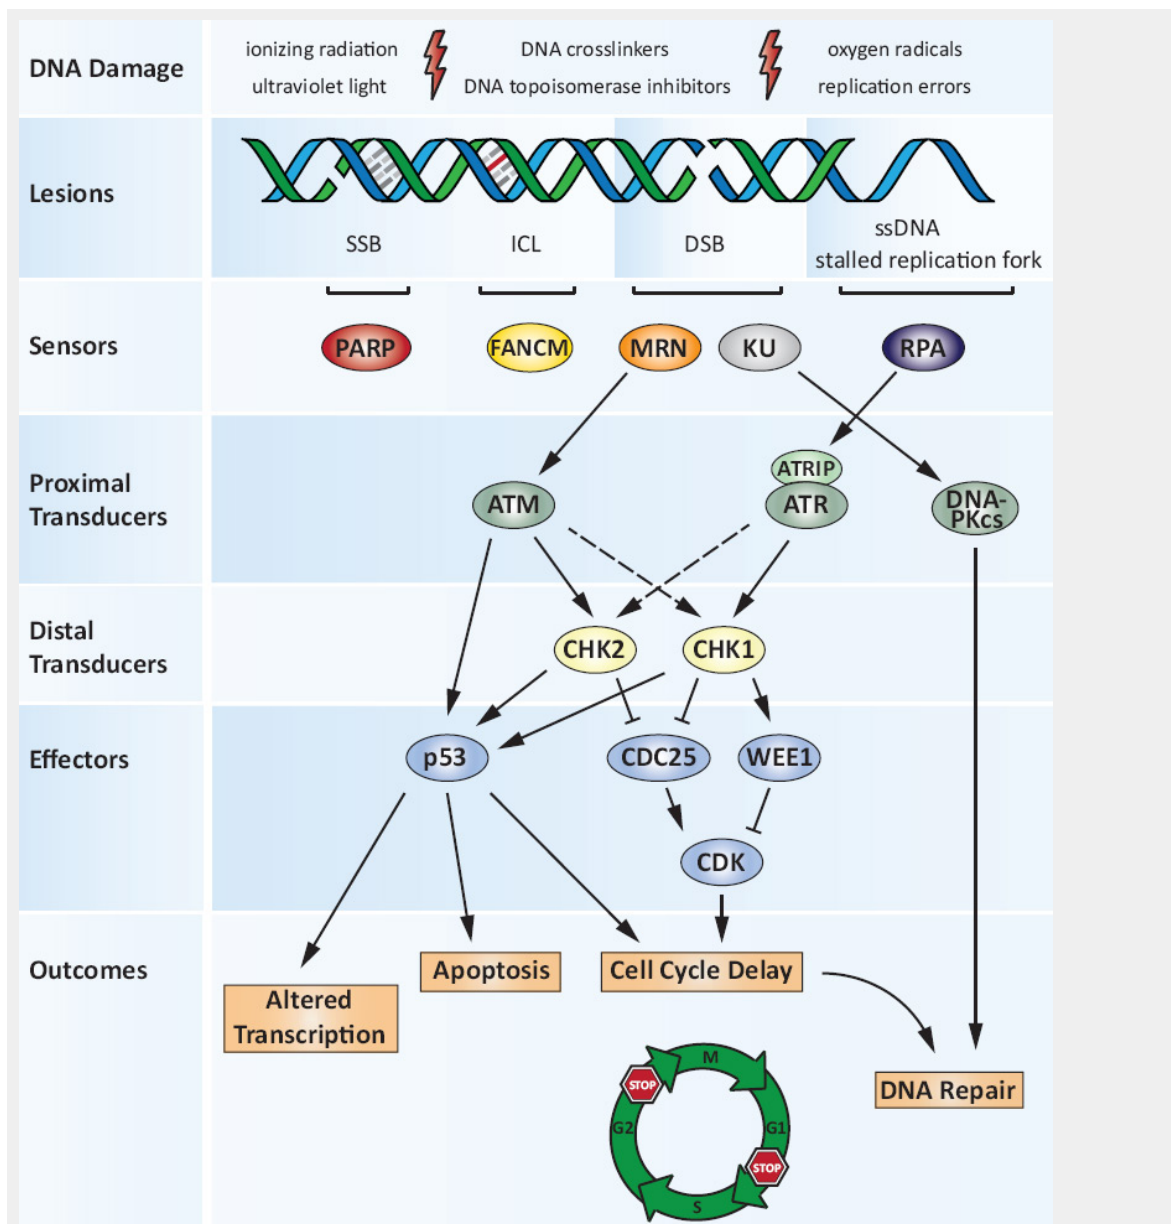 DNA Damage
ionizing radiation
ultraviolet light
DNA crosslinkers
DNA topoisomerase inhibitors
oxygen radicals
replication errors
Lesions
SSB
ICL
DSB
ssDNA
stalled replication fork
Sensors
PARP
FANCM
MRN
KU
RPA
Proximal
Transducers
ATM
ATRIP
ATR
DNA-
PKcs
Distal
Transducers
CHK2
CHK1
Effectors
p53
CDC25
WEE1
CDK
Outcomes
Altered
Transcription
Apoptosis
Cell Cycle Delay
DNA Repair
M
STOP
G2
G1
STOP
S